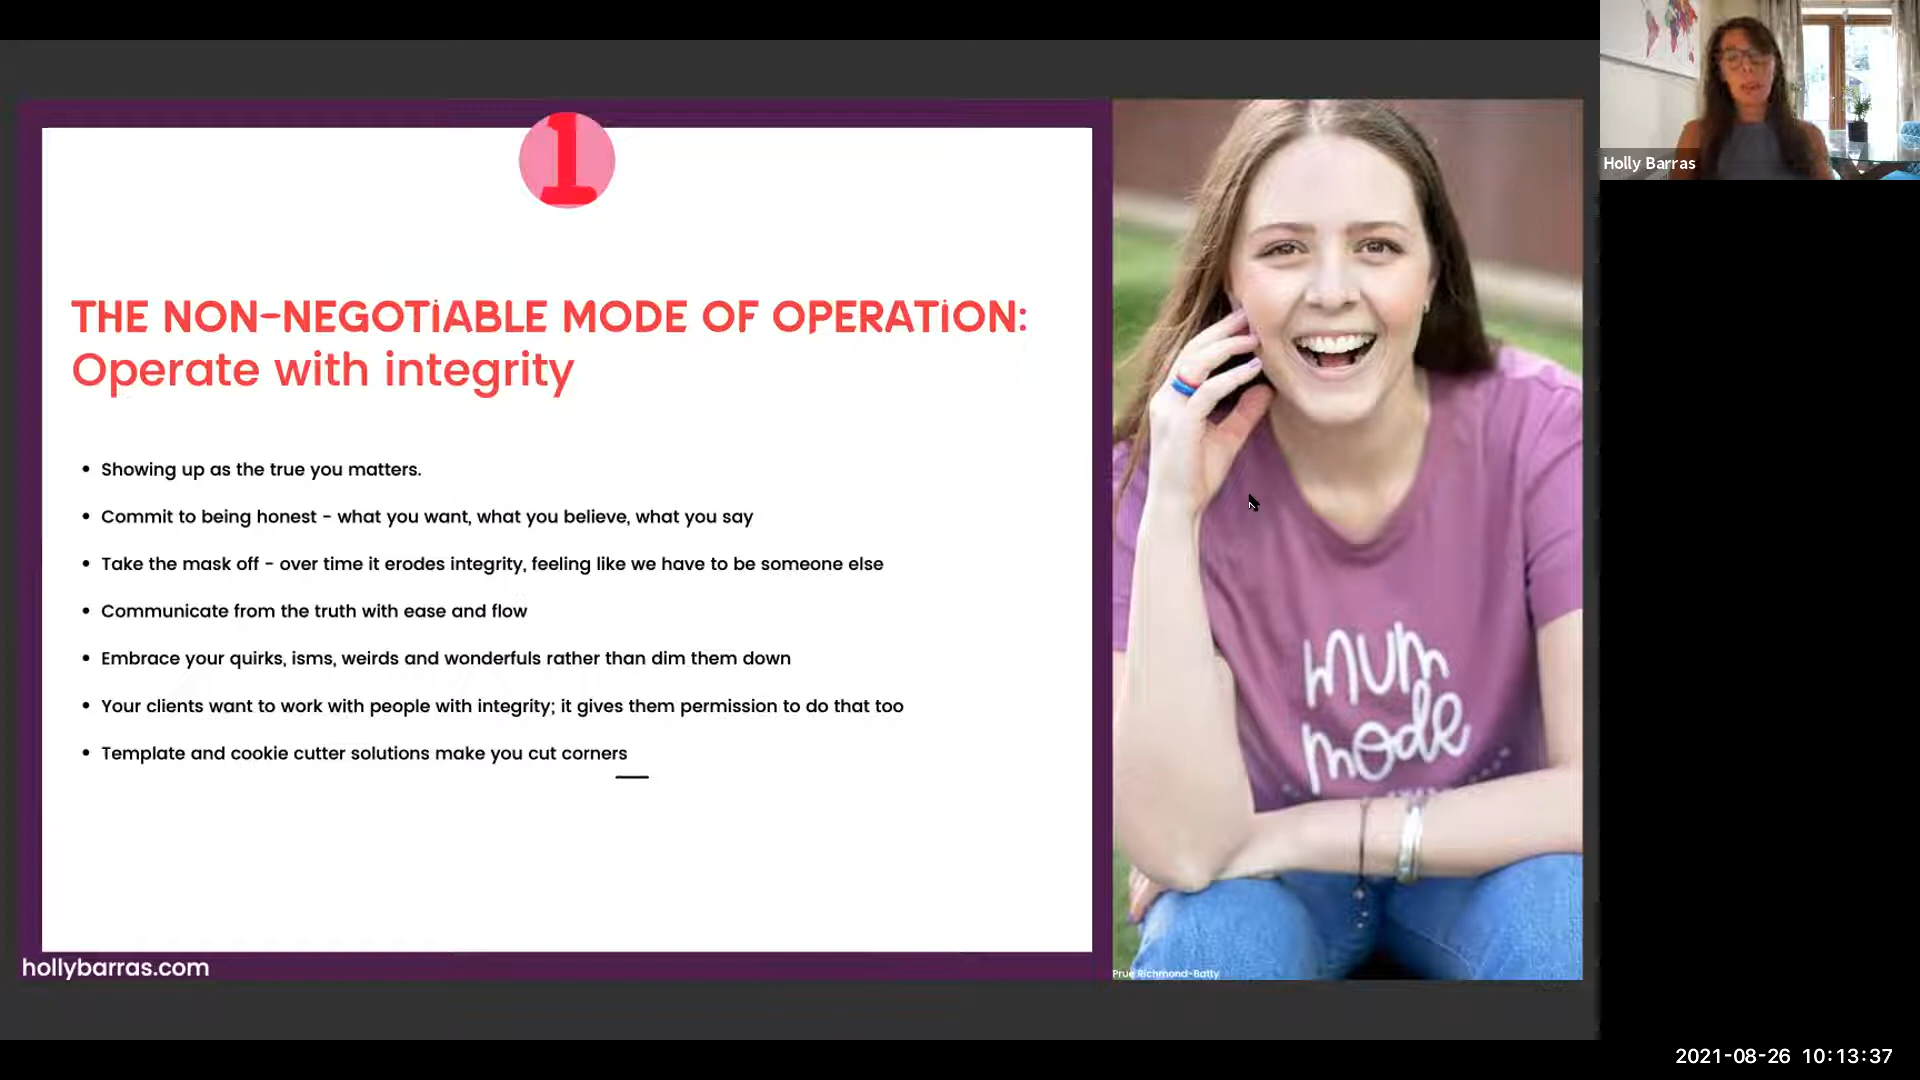 1
THE NON-NEGOTIABLE MODE OF OPERATION:
Operate with integrity
• Showing up as the true you matters.
• Commit to being honest - what you want, what you believe, what you say
• Take the mask off - over time it erodes integrity, feeling like we have to be someone else
• Communicate from the truth with ease and flow
• Embrace your quirks, isms, weirds and wonderfuls rather than dim them down
• Your clients want to work with people with integrity; it gives them permission to do that too
• Template and cookie cutter solutions make you cut corners
hollybarras.com
mum
mode
Prue Richmond-Batty
Holly Barras
2021-08-26 10:13:37